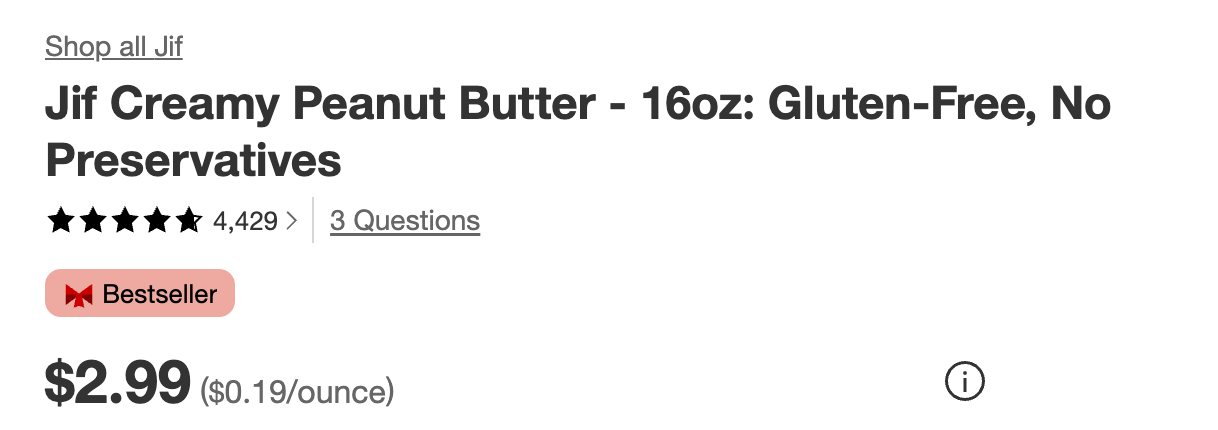 Shop all Jif
Jif Creamy Peanut Butter - 16oz: Gluten-Free, No
Preservatives
4,429 3 Questions
Bestseller
$2.99 ($0.19/ounce)